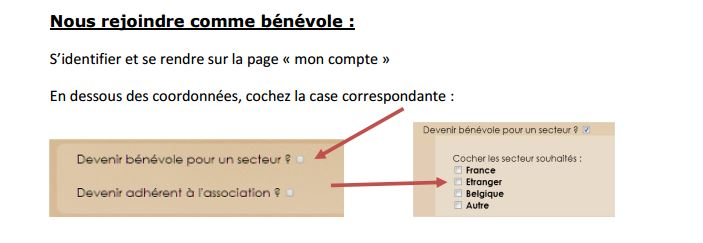 Nous rejoindre comme bénévole :
S'identifier et se rendre sur la page « mon compte »
En dessous des coordonnées, cochez la case correspondante :
Devenir bénévole pour un secteur ?
Devenir adhérent à l'association ?
Devenir bénévole pour un secteur ?
Cocher les secteur souhaités :
France
Etranger
Belgique
Autre